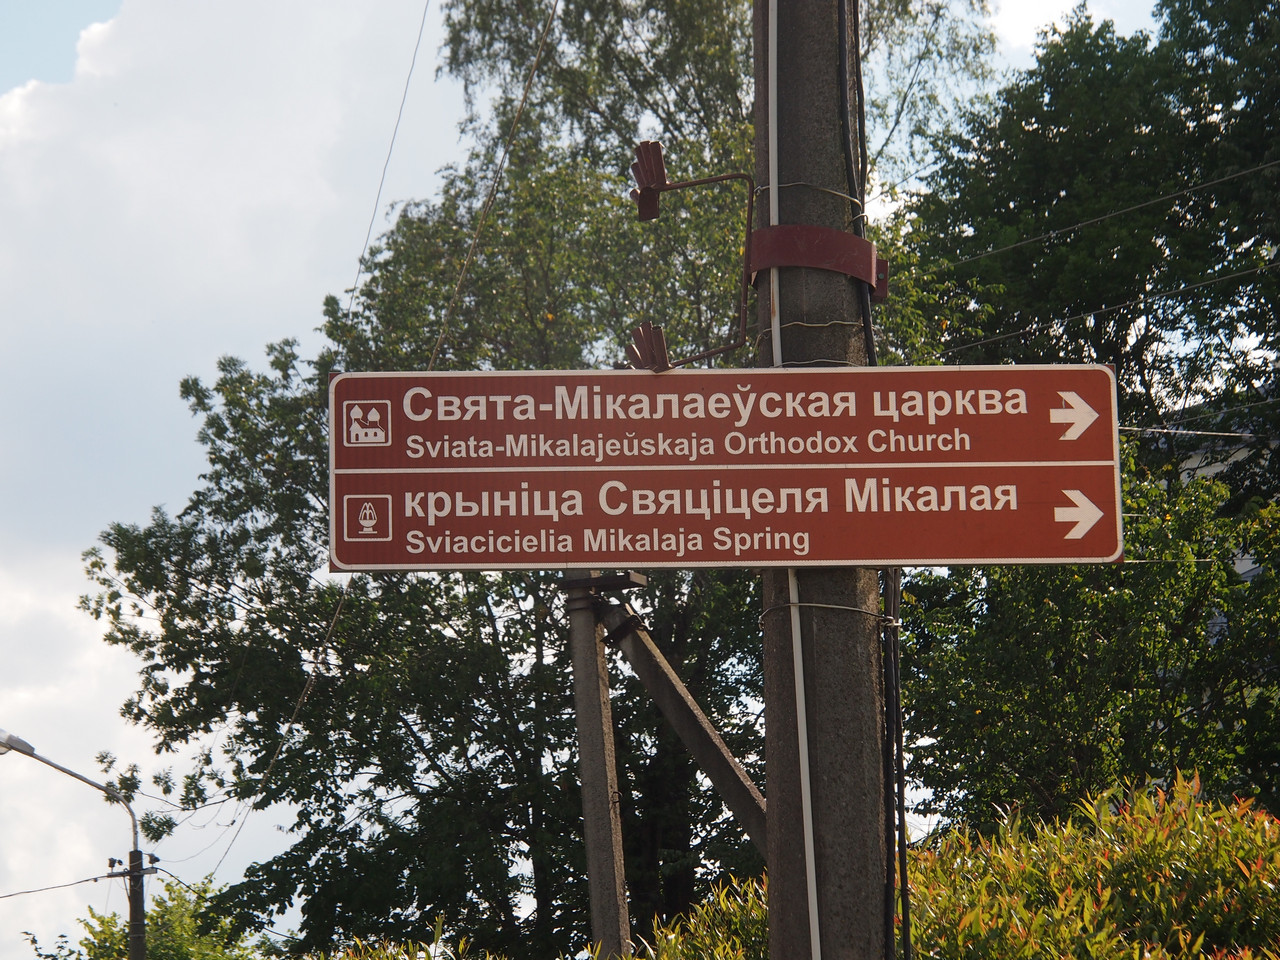 Свята-Мікалаеўская царква
Sviata-Mikalajeŭskaja Orthodox Church
крыніца Свяціцеля Мікалая
Sviacicielia Mikalaja Spring